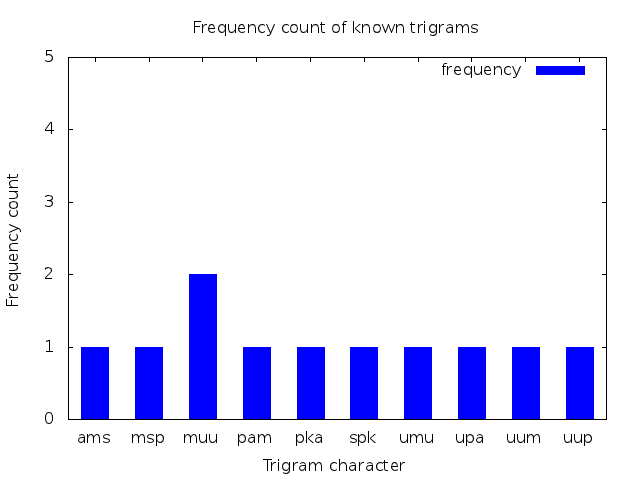 Frequency count of known trigrams
frequency
5
4
3
2
1
0
Frequency count
ams msp muu pam pka spk umu upa uum uup
Trigram character